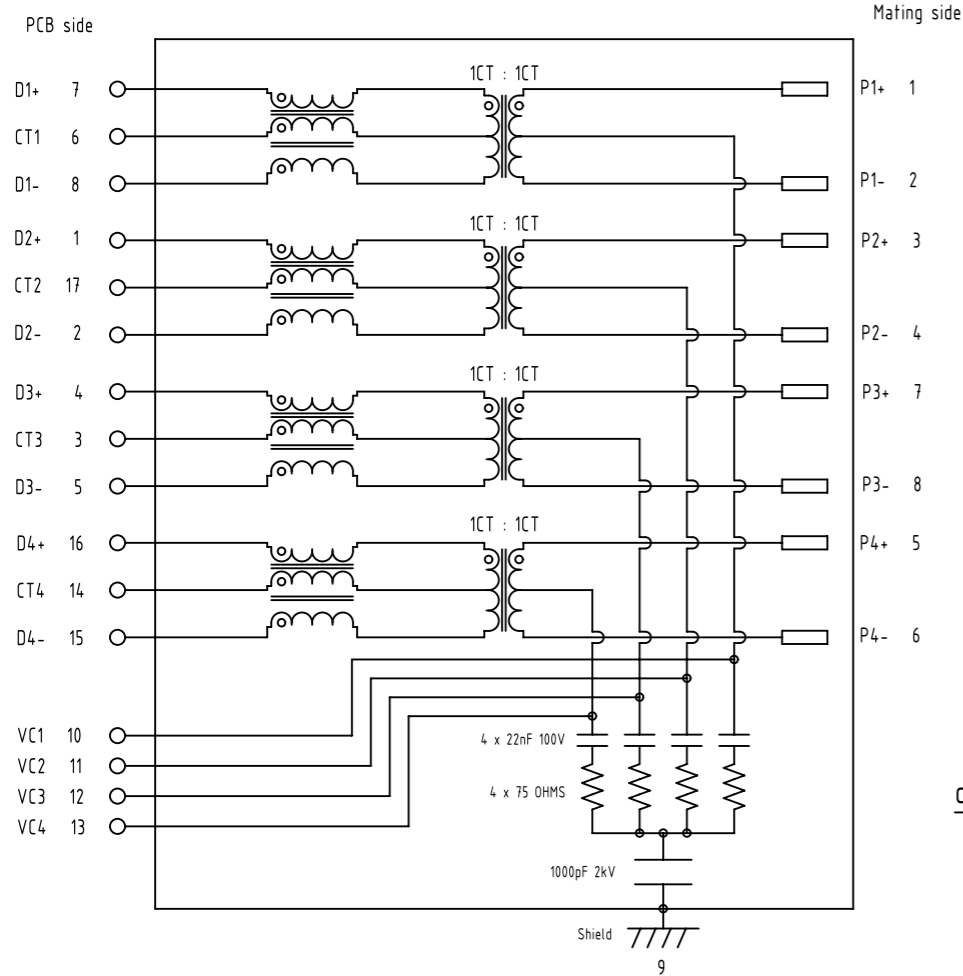 PCB side
Mating side
D1+ 7
1CT : 1CT
P1+ 1
CT1 6
D1- 8
P1- 2
D2+ 1
1CT : 1CT
P2+ 3
CT2 17
D2- 2
P2- 4
D3+ 4
1CT : 1CT
P3+ 7
CT3 3
D3- 5
P3- 8
D4+ 16
1CT : 1CT
P4+ 5
CT4 14
D4- 15
P4- 6
VC1 10
4 x 22nF 100V
VC2 11
VC3 12
4 x 75 OHMS
VC4 13
1000pF 2kV
Shield
9